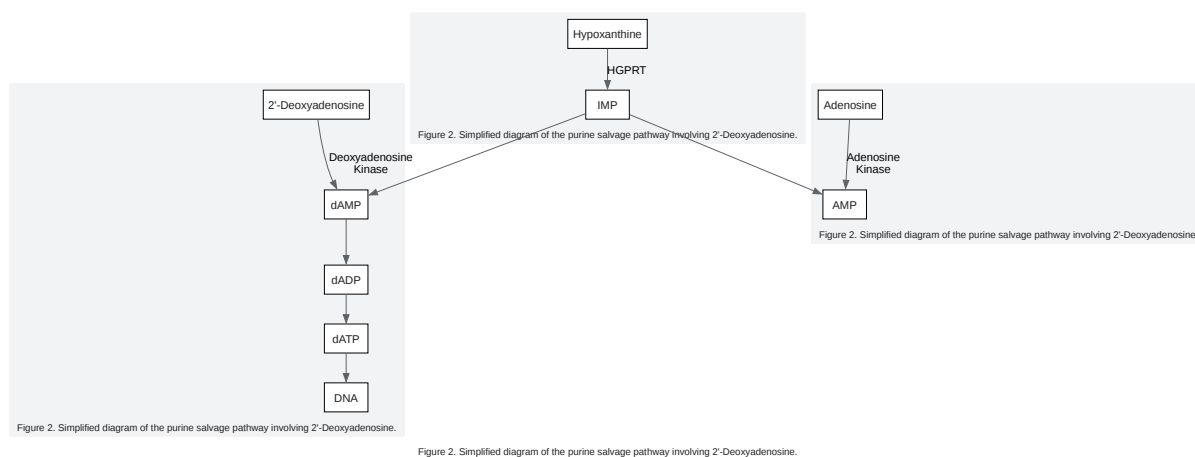 Hypoxanthine
HGPRT
IMP
Figure 2. Simplified diagram of the purine salvage pathway involving 2'-Deoxyadenosine.
2'-Deoxyadenosine
Deoxyadenosine
Kinase
dAMP
dADP
dATP
DNA
Figure 2. Simplified diagram of the purine salvage pathway involving 2'-Deoxyadenosine.
Adenosine
Adenosine
Kinase
AMP
Figure 2. Simplified diagram of the purine salvage pathway involving 2'-Deoxyadenosine
Figure 2. Simplified diagram of the purine salvage pathway involving 2'-Deoxyadenosine.